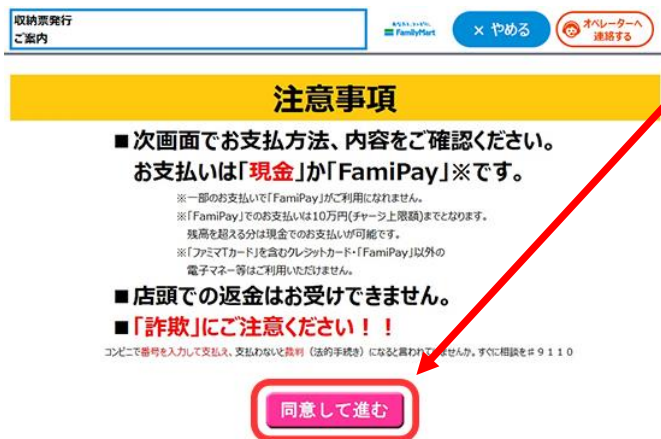 収納票発行
ご案内
あなたと、コンビに、
FamilyMart
× やめる
オペレーターへ
連絡する
注意事項
■次画面でお支払方法、内容をご確認ください。
お支払いは「現金」か「FamiPay」※です。
※一部のお支払いで「FamiPay」がご利用になれません。
※「FamiPay」でのお支払いは10万円(チャージ上限額)までとなります。
残高を超える分は現金でのお支払いが可能です。
※「ファミマTカード」を含むクレジットカード・「FamiPay」以外の
電子マネー等はご利用いただけません。
■店頭での返金はお受けできません。
■「詐欺」にご注意ください！！
コンビニで番号を入力して支払え、支払わないと裁判（法的手続き）になると言われていませんか。すぐに相談を♯９１１０
同意して進む